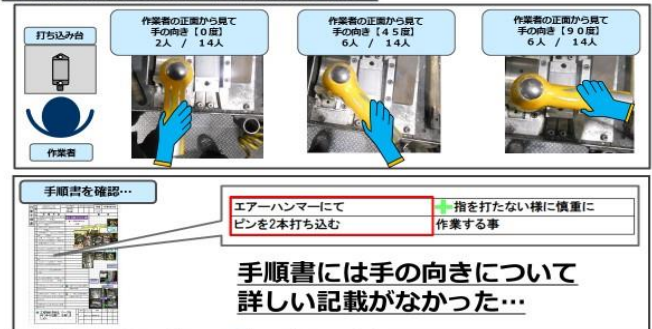 打ち込み台
作業者
作業者の正面から見て
手の向き【0度】
2人 / 14人
作業者の正面から見て
手の向き【45度】
6人 / 14人
作業者の正面から見て
手の向き【90度】
6人 / 14人
手順書を確認…
エアーハンマーにて
指を打たない様に慎重に
ピンを2本打ち込む
作業する事
手順書には手の向きについて
詳しい記載がなかった…